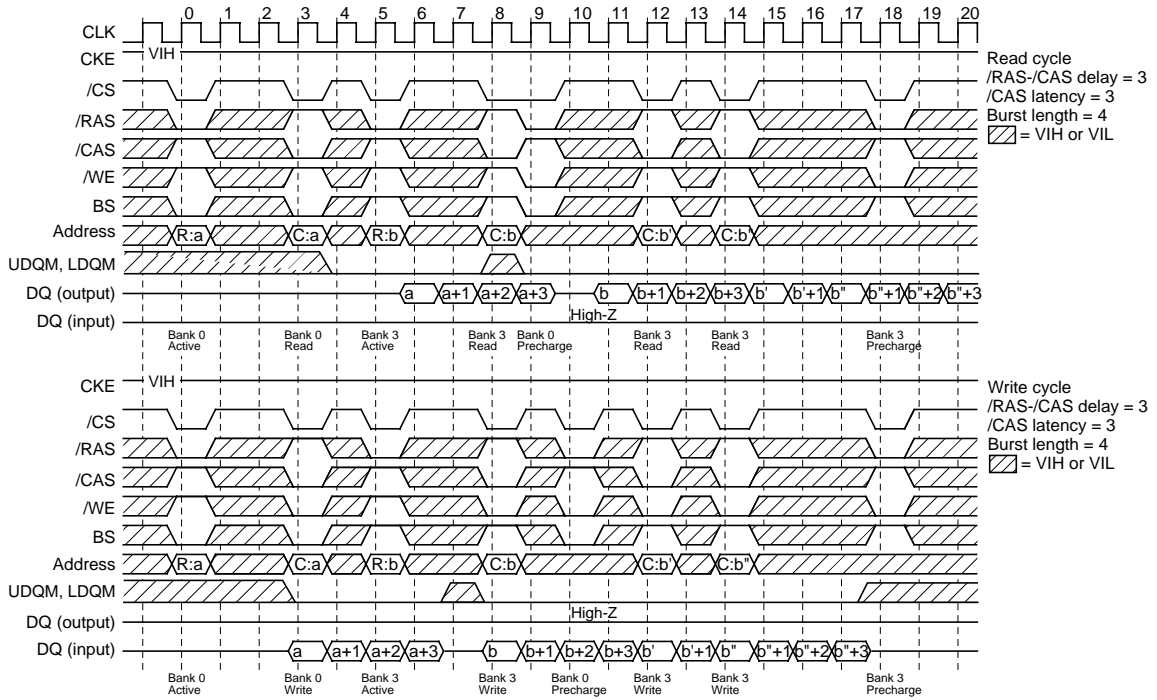 0 1 2 3 4 5 6 7 8 9 10 11 12 13 14 15 16 17 18 19 20
CLK
CKE VIH
/CS
/RAS
/CAS
/WE
BS
Address R:a C:a R:b C:b C:b' C:b"
UDQM, LDQM
DQ (output) a a+1 a+2 a+3 b b+1 b+2 b+3 b' b'+1 b" b"+1 b"+2 b"+3
DQ (input) High-Z
Bank 0 Active
Bank 0 Read
Bank 3 Active
Bank 3 Read
Bank 0 Precharge
Bank 3 Read
Bank 3 Read
Bank 3 Precharge
Read cycle
/RAS-/CAS delay = 3
/CAS latency = 3
Burst length = 4
= VIH or VIL
CKE VIH
/CS
/RAS
/CAS
/WE
BS
Address R:a C:a R:b C:b C:b' C:b"
UDQM, LDQM
DQ (output) High-Z
DQ (input) a a+1 a+2 a+3 b b+1 b+2 b+3 b' b'+1 b" b"+1 b"+2 b"+3
Bank 0 Active
Bank 0 Write
Bank 3 Active
Bank 3 Write
Bank 0 Precharge
Bank 3 Write
Bank 3 Write
Bank 3 Precharge
Write cycle
/RAS-/CAS delay = 3
/CAS latency = 3
Burst length = 4
= VIH or VIL